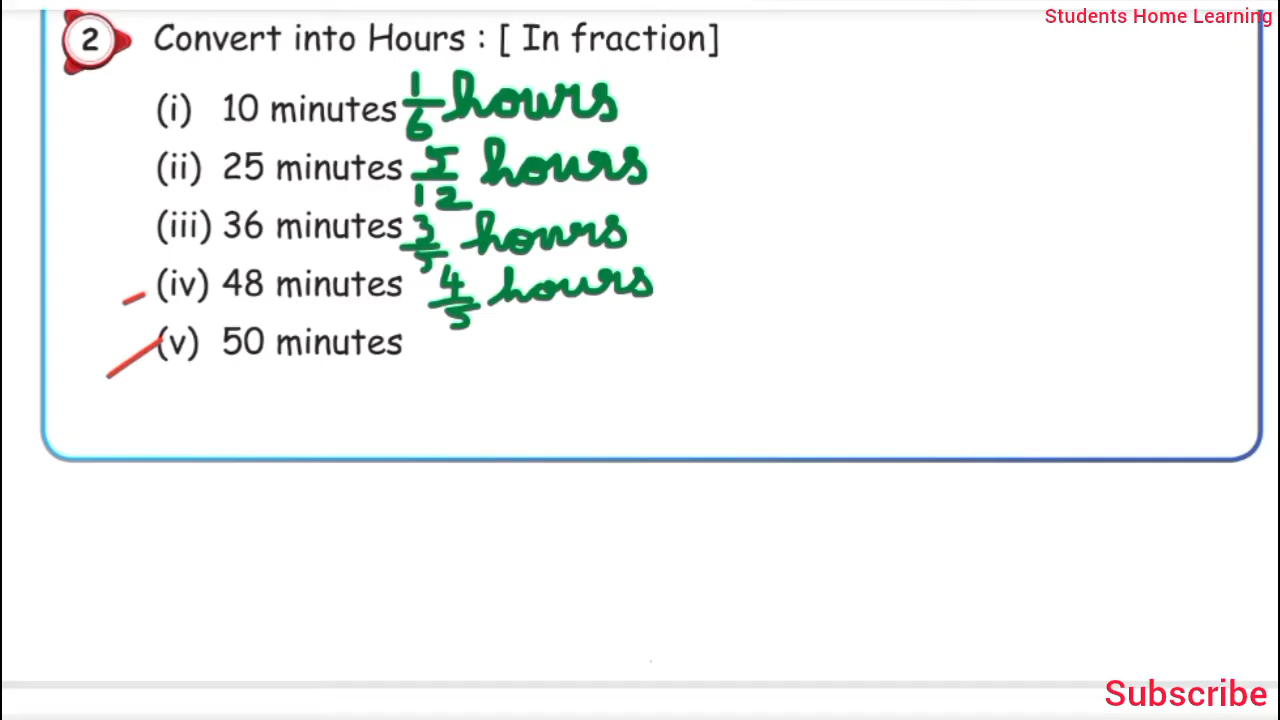 Students Home Learning
2 Convert into Hours : [ In fraction]
(i) 10 minutes 1/6 hours
(ii) 25 minutes 5/12 hours
(iii) 36 minutes 3/5 hours
(iv) 48 minutes 4/5 hours
(v) 50 minutes
Subscribe